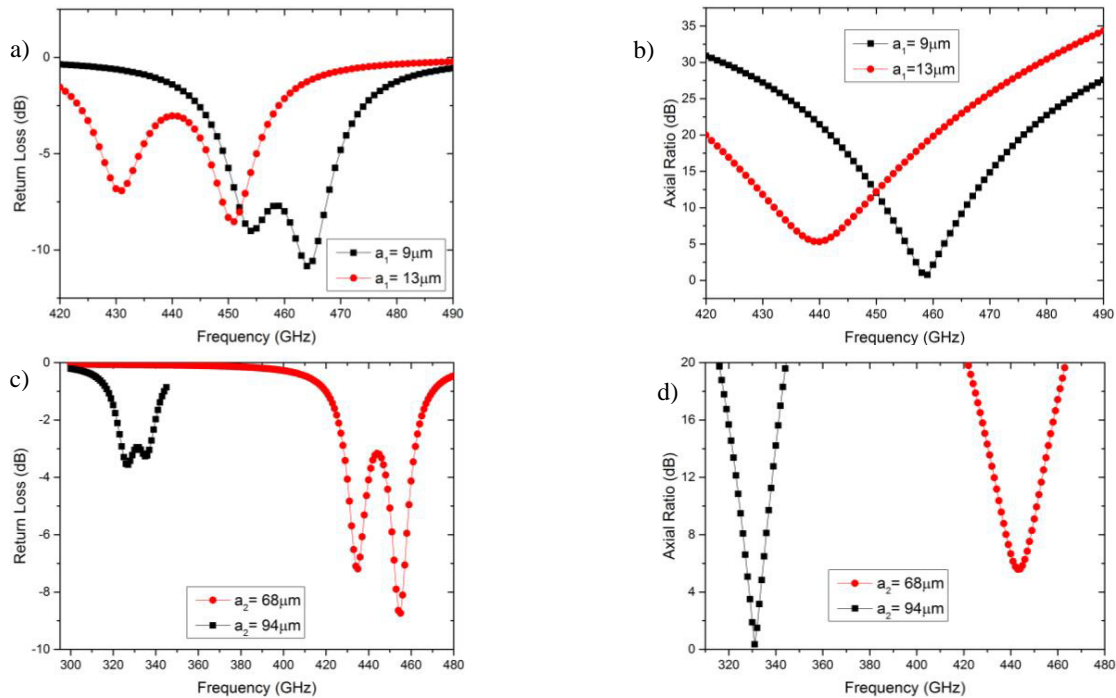 a)
0
-5
-10
Return Loss (dB)
a₁= 9μm
a₁= 13μm
420 430 440 450 460 470 480 490
Frequency (GHz)
b)
35
30
25
20
15
10
5
0
Axial Ratio (dB)
a₁= 9μm
a₁=13μm
420 430 440 450 460 470 480 490
Frequency (GHz)
c)
0
-2
-4
-6
-8
-10
Return Loss (dB)
a₂= 68μm
a₂= 94μm
300 320 340 360 380 400 420 440 460 480
Frequency (GHz)
d)
20
16
12
8
4
0
Axial Ratio (dB)
a₂= 68μm
a₂= 94μm
320 340 360 380 400 420 440 460 480
Frequency (GHz)